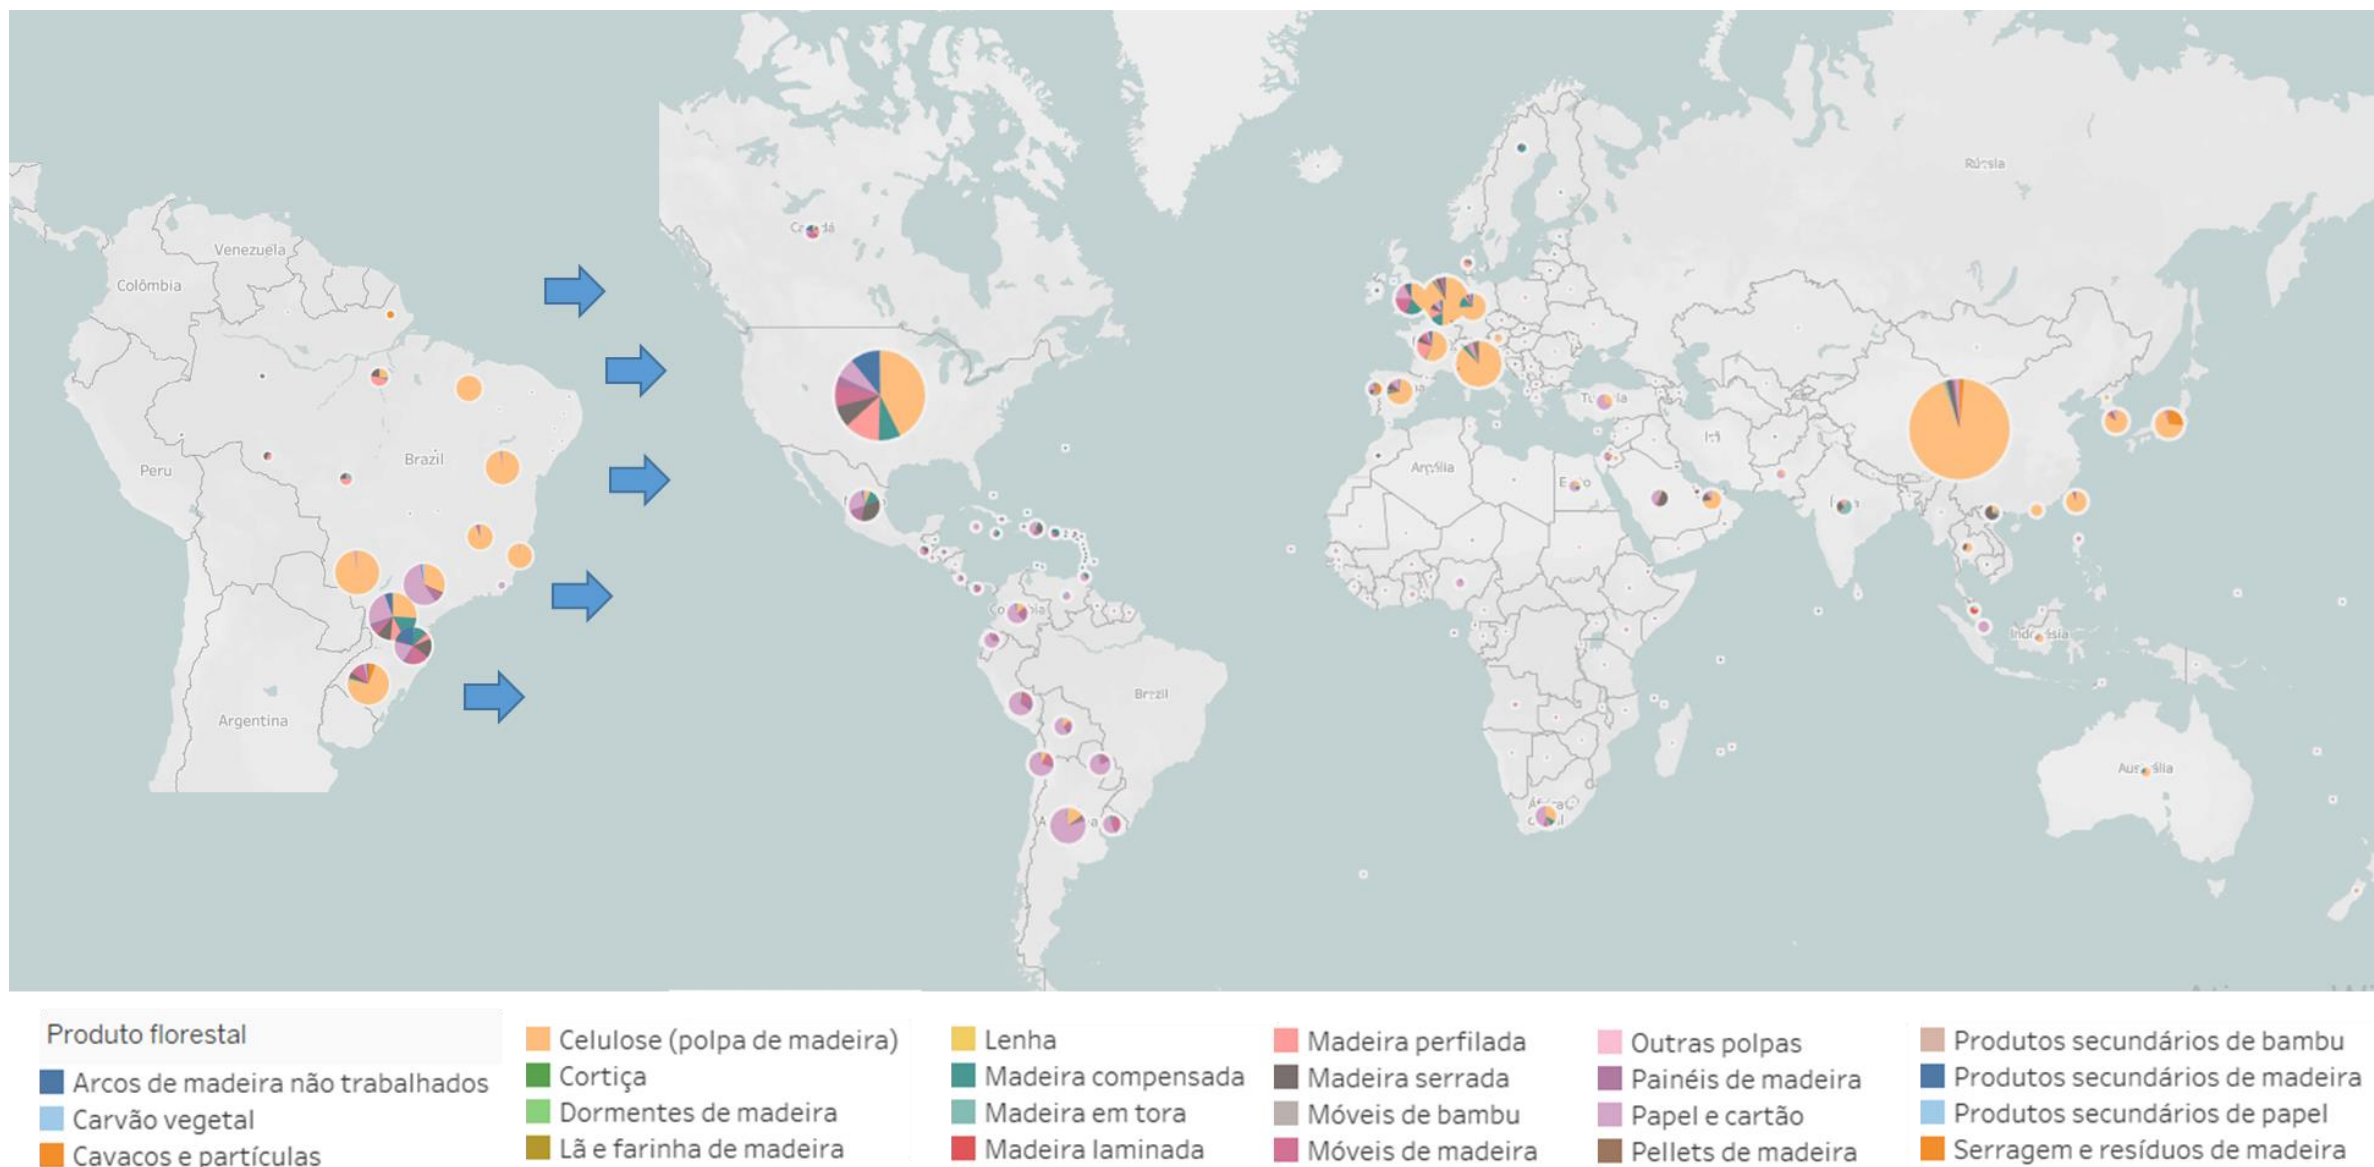 Venezuela
Colômbia
Peru
Brazil
Argentina
Rússia
Brazil
Produto florestal
Arcos de madeira não trabalhados
Carvão vegetal
Cavacos e partículas
Celulose (polpa de madeira)
Cortiça
Dormentes de madeira
Lã e farinha de madeira
Lenha
Madeira compensada
Madeira em tora
Madeira laminada
Madeira perfilada
Madeira serrada
Móveis de bambu
Móveis de madeira
Outras polpas
Painéis de madeira
Papel e cartão
Pellets de madeira
Produtos secundários de bambu
Produtos secundários de madeira
Produtos secundários de papel
Serragem e resíduos de madeira